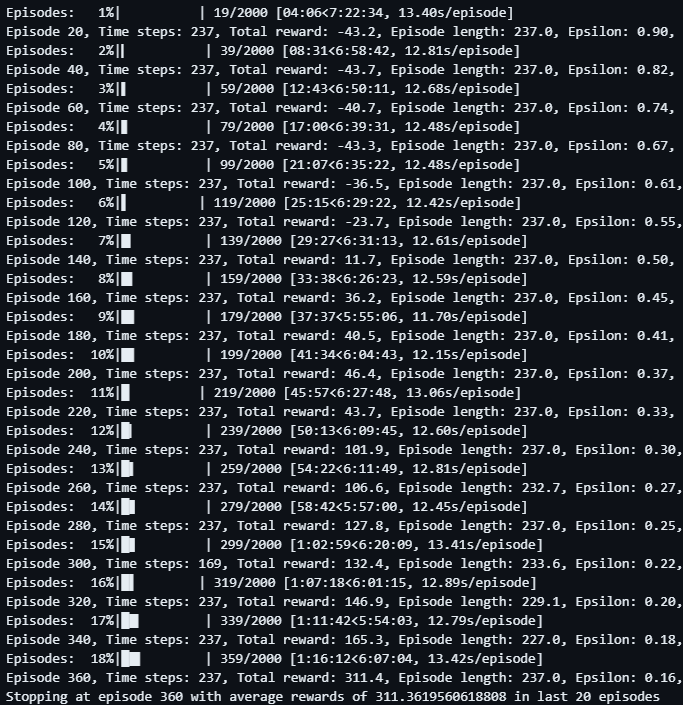 Episodes:   1%|          | 19/2000 [04:06<7:22:34, 13.40s/episode]
Episode 20, Time steps: 237, Total reward: -43.2, Episode length: 237.0, Epsilon: 0.90,
Episodes:   2%|▏         | 39/2000 [08:31<6:58:42, 12.81s/episode]
Episode 40, Time steps: 237, Total reward: -43.7, Episode length: 237.0, Epsilon: 0.82,
Episodes:   3%|▎         | 59/2000 [12:43<6:50:11, 12.68s/episode]
Episode 60, Time steps: 237, Total reward: -40.7, Episode length: 237.0, Epsilon: 0.74,
Episodes:   4%|▍         | 79/2000 [17:00<6:39:31, 12.48s/episode]
Episode 80, Time steps: 237, Total reward: -43.3, Episode length: 237.0, Epsilon: 0.67,
Episodes:   5%|▍         | 99/2000 [21:07<6:35:22, 12.48s/episode]
Episode 100, Time steps: 237, Total reward: -36.5, Episode length: 237.0, Epsilon: 0.61,
Episodes:   6%|▌         | 119/2000 [25:15<6:29:22, 12.42s/episode]
Episode 120, Time steps: 237, Total reward: -23.7, Episode length: 237.0, Epsilon: 0.55,
Episodes:   7%|▋         | 139/2000 [29:27<6:31:13, 12.61s/episode]
Episode 140, Time steps: 237, Total reward: 11.7, Episode length: 237.0, Epsilon: 0.50,
Episodes:   8%|▊         | 159/2000 [33:38<6:26:23, 12.59s/episode]
Episode 160, Time steps: 237, Total reward: 36.2, Episode length: 237.0, Epsilon: 0.45,
Episodes:   9%|▉         | 179/2000 [37:37<5:55:06, 11.70s/episode]
Episode 180, Time steps: 237, Total reward: 40.5, Episode length: 237.0, Epsilon: 0.41,
Episodes:  10%|▉         | 199/2000 [41:34<6:04:43, 12.15s/episode]
Episode 200, Time steps: 237, Total reward: 46.4, Episode length: 237.0, Epsilon: 0.37,
Episodes:  11%|█         | 219/2000 [45:57<6:27:48, 13.06s/episode]
Episode 220, Time steps: 237, Total reward: 43.7, Episode length: 237.0, Epsilon: 0.33,
Episodes:  12%|█▏        | 239/2000 [50:13<6:09:45, 12.60s/episode]
Episode 240, Time steps: 237, Total reward: 101.9, Episode length: 237.0, Epsilon: 0.30,
Episodes:  13%|█▎        | 259/2000 [54:22<6:11:49, 12.81s/episode]
Episode 260, Time steps: 237, Total reward: 106.6, Episode length: 232.7, Epsilon: 0.27,
Episodes:  14%|█▍        | 279/2000 [58:42<5:57:00, 12.45s/episode]
Episode 280, Time steps: 237, Total reward: 127.8, Episode length: 237.0, Epsilon: 0.25,
Episodes:  15%|█▍        | 299/2000 [1:02:59<6:20:09, 13.41s/episode]
Episode 300, Time steps: 169, Total reward: 132.4, Episode length: 233.6, Epsilon: 0.22,
Episodes:  16%|█▌        | 319/2000 [1:07:18<6:01:15, 12.89s/episode]
Episode 320, Time steps: 237, Total reward: 146.9, Episode length: 229.1, Epsilon: 0.20,
Episodes:  17%|█▋        | 339/2000 [1:11:42<5:54:03, 12.79s/episode]
Episode 340, Time steps: 237, Total reward: 165.3, Episode length: 227.0, Epsilon: 0.18,
Episodes:  18%|█▊        | 359/2000 [1:16:12<6:07:04, 13.42s/episode]
Episode 360, Time steps: 237, Total reward: 311.4, Episode length: 237.0, Epsilon: 0.16,
Stopping at episode 360 with average rewards of 311.3619560618808 in last 20 episodes